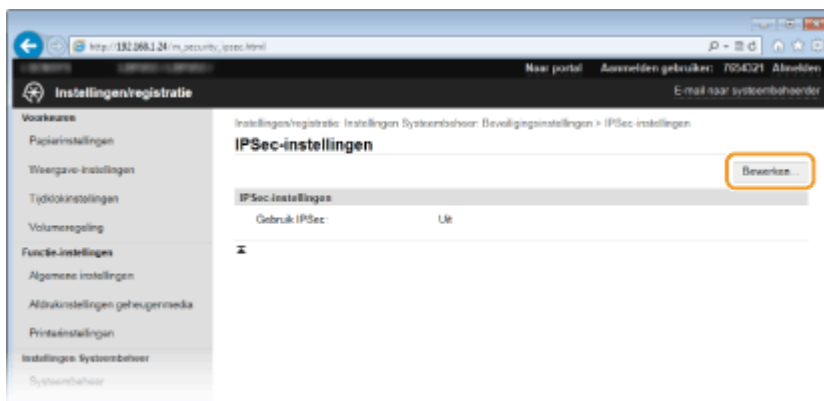 http://192.168.1.24/m_security_ipsec.html
Naar portal Aanmelden gebruiker: 7654321 Afmelden
Instellingen/registratie
E-mail naar systeembeheerder
Voorkeuren
Papierinstellingen
Weergave-instellingen
Tijdklokinstellingen
Volumeregeling
Functie-instellingen
Algemene instellingen
Afdrukinstellingen geheugenmedia
Printerinstellingen
Instellingen Systeembeheer
Systeembeheer
Instellingen/registratie: Instellingen Systeembeheer: Beveiligingsinstellingen > IPSec-instellingen
IPSec-instellingen
Bewerken...
IPSec-instellingen
Gebruik IPSec: Uit